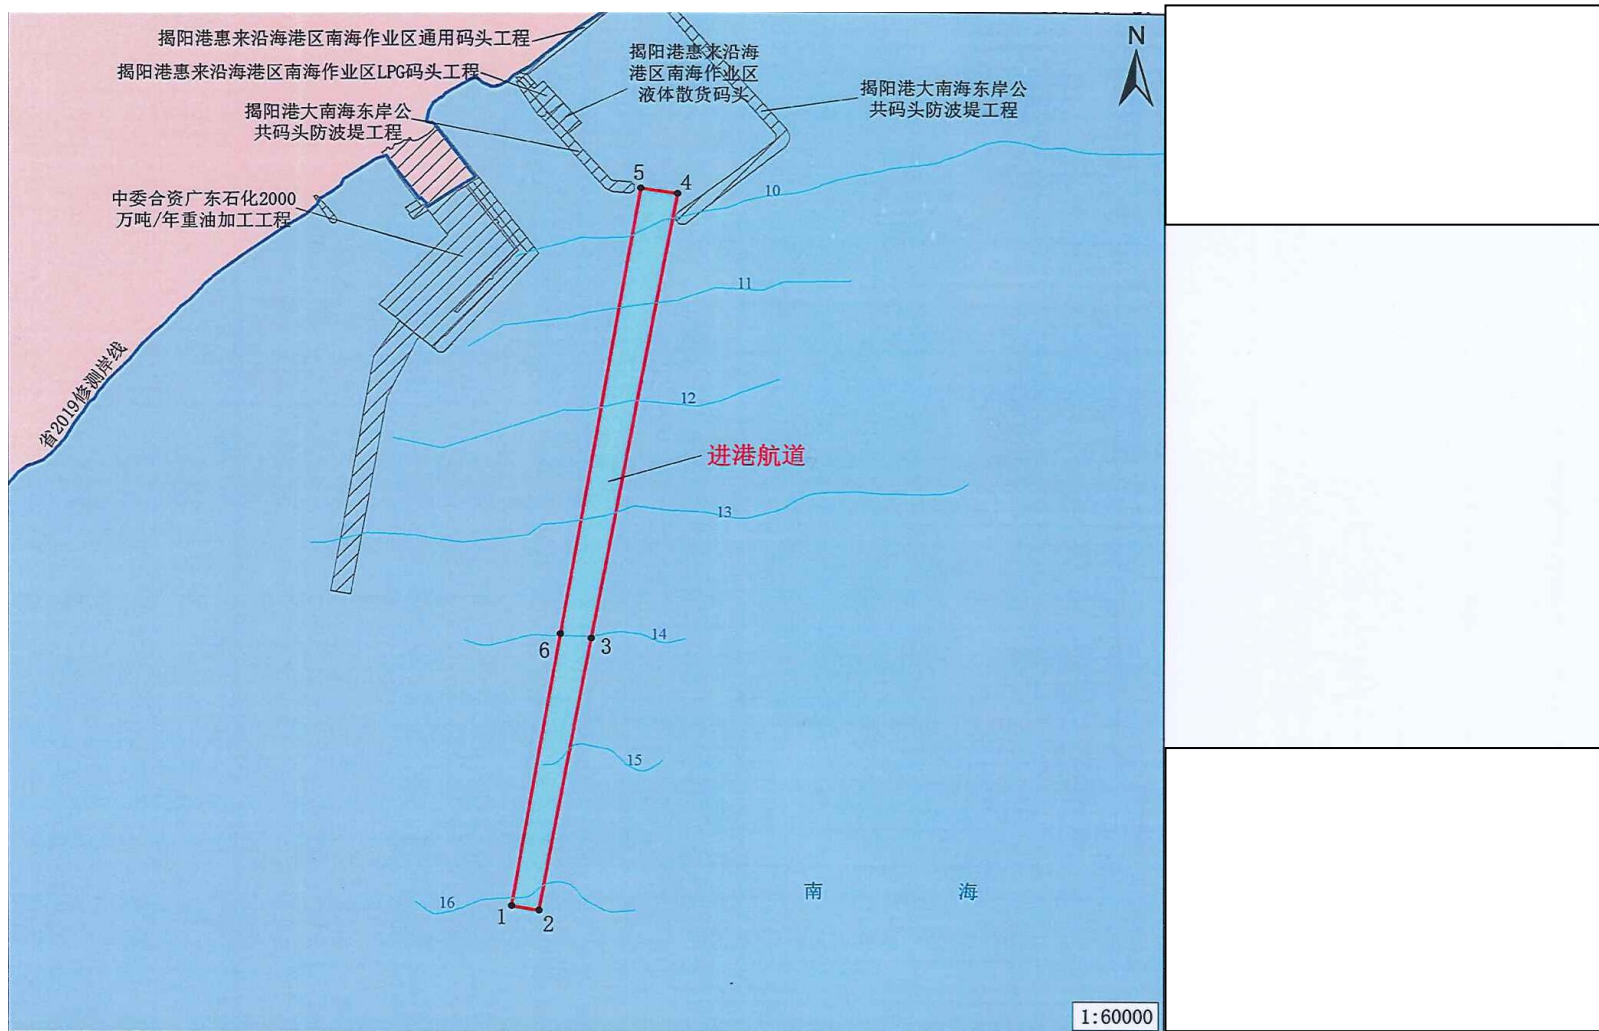 揭阳港惠来沿海港区南海作业区通用码头工程
揭阳港惠来沿海港区南海作业区LPG码头工程
揭阳港惠来沿海
港区南海作业区
液体散货码头
揭阳港大南海东岸公
共码头防波堤工程
揭阳港大南海东岸公
共码头防波堤工程
N
中委合资广东石化2000
万吨/年重油加工工程
5
4
10
11
省2019修测岸线
12
进港航道
13
6
3
14
15
16
1
2
南 海
1:60000